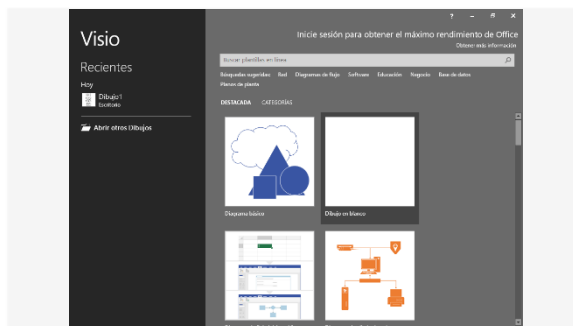 Visio
Recientes
Hoy
Dibujo1
Escritorio
Abrir otros Dibujos
? – X
Inicie sesión para obtener el máximo rendimiento de Office
Obtener más información
Buscar plantillas en línea
Búsquedas sugeridas Red Diagramas de flujo Software Educación Negocio Base de datos
Planos de planta
DESTACADA CATEGORÍAS
Diagrama básico
Dibujo en blanco